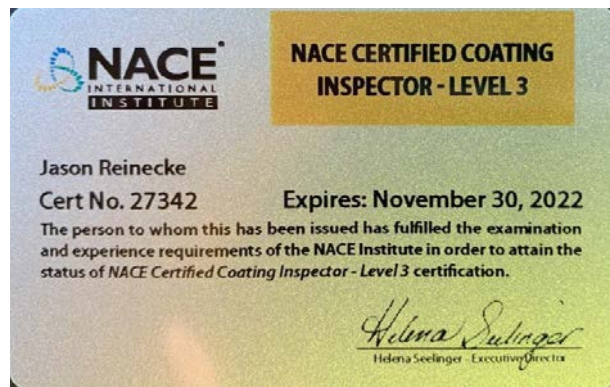 NACE
INTERNATIONAL
INSTITUTE
NACE CERTIFIED COATING
INSPECTOR - LEVEL 3
Jason Reinecke
Cert No. 27342 Expires: November 30, 2022
The person to whom this has been issued has fulfilled the examination
and experience requirements of the NACE Institute in order to attain the
status of NACE Certified Coating Inspector - Level 3 certification.
Helena Seelinger
Helena Seelinger - Executive Director